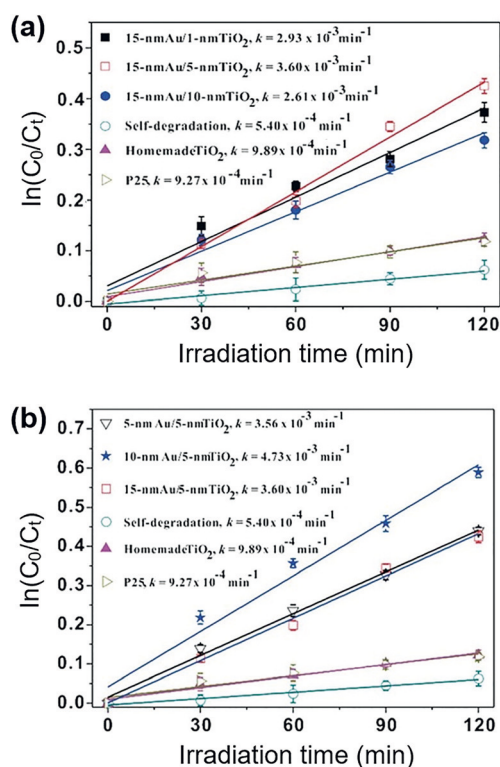 (a)
15-nmAu/1-nmTiO₂, k = 2.93 x 10⁻³min⁻¹
15-nmAu/5-nmTiO₂, k = 3.60 x 10⁻³min⁻¹
15-nmAu/10-nmTiO₂, k = 2.61 x 10⁻³min⁻¹
Self-degradation, k = 5.40 x 10⁻⁴ min⁻¹
HomemadeTiO₂, k = 9.89 x 10⁻⁴ min⁻¹
P25, k = 9.27 x 10⁻⁴min⁻¹
ln(C₀/Cₜ)
0.5
0.4
0.3
0.2
0.1
0.0
0 30 60 90 120
Irradiation time (min)
(b)
5-nm Au/5-nmTiO₂, k = 3.56 x 10⁻³ min⁻¹
10-nm Au/5-nmTiO₂, k = 4.73 x 10⁻³ min⁻¹
15-nmAu/5-nmTiO₂, k = 3.60 x 10⁻³ min⁻¹
Self-degradation, k = 5.40 x 10⁻⁴ min⁻¹
HomemadeTiO₂, k = 9.89 x 10⁻⁴ min⁻¹
P25, k = 9.27 x 10⁻⁴ min⁻¹
ln(C₀/Cₜ)
0.7
0.6
0.5
0.4
0.3
0.2
0.1
0.0
0 30 60 90 120
Irradiation time (min)